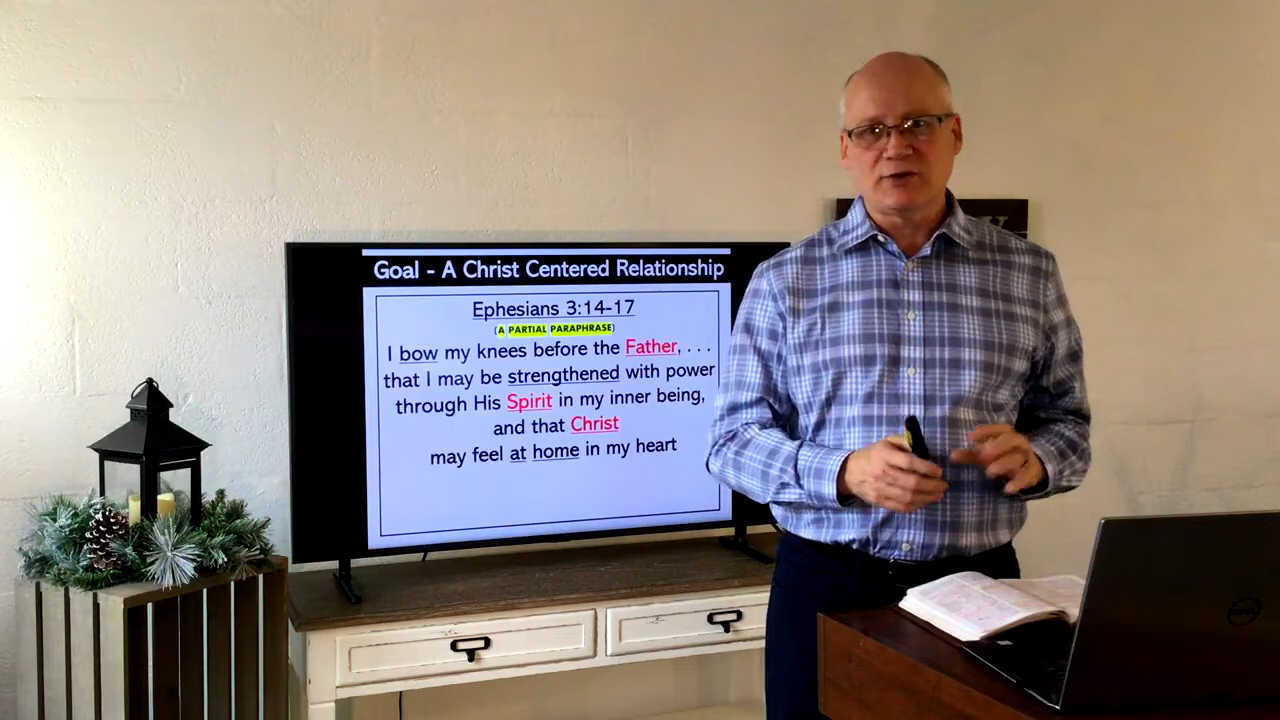 Goal - A Christ Centered Relationship
Ephesians 3:14-17
(A PARTIAL PARAPHRASE)
I bow my knees before the Father, . . .
that I may be strengthened with power
through His Spirit in my inner being,
and that Christ
may feel at home in my heart
DELL